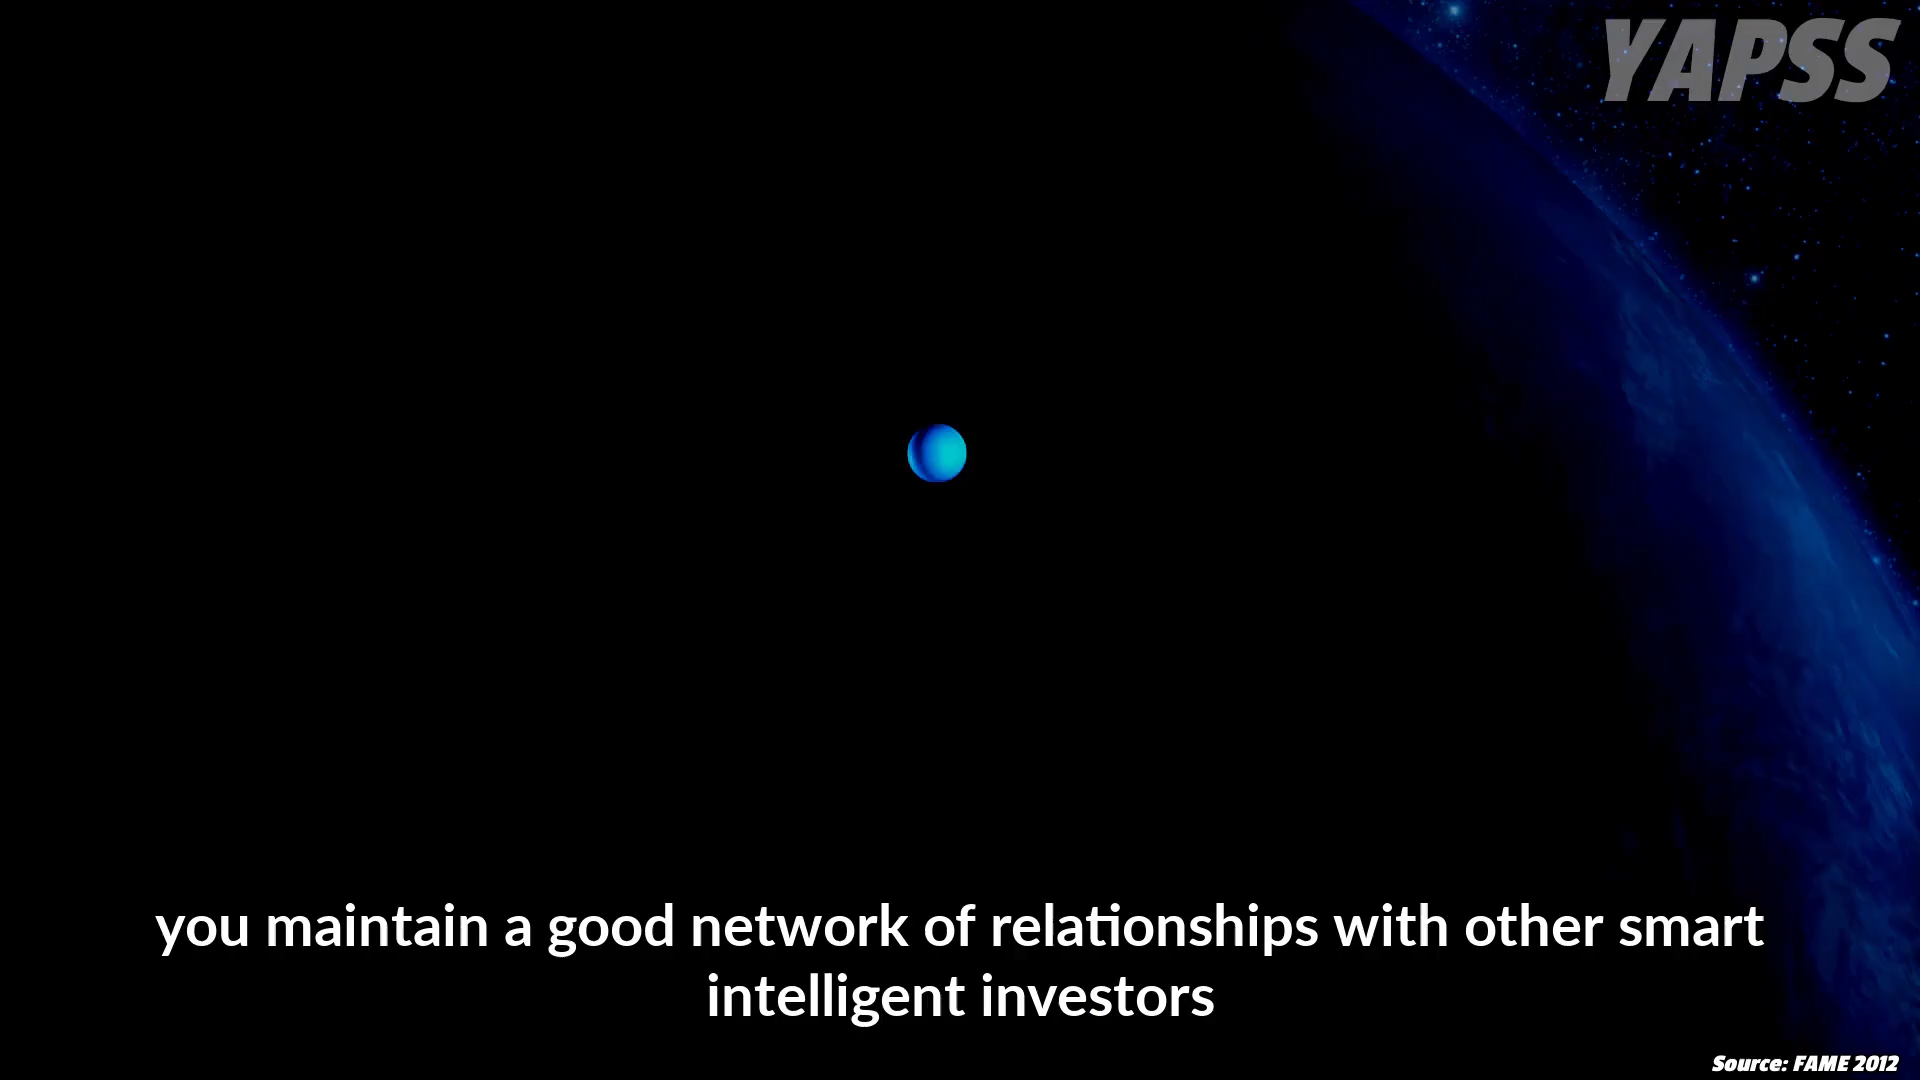 YAPSS
you maintain a good network of relationships with other smart
intelligent investors
Source: FAME 2012